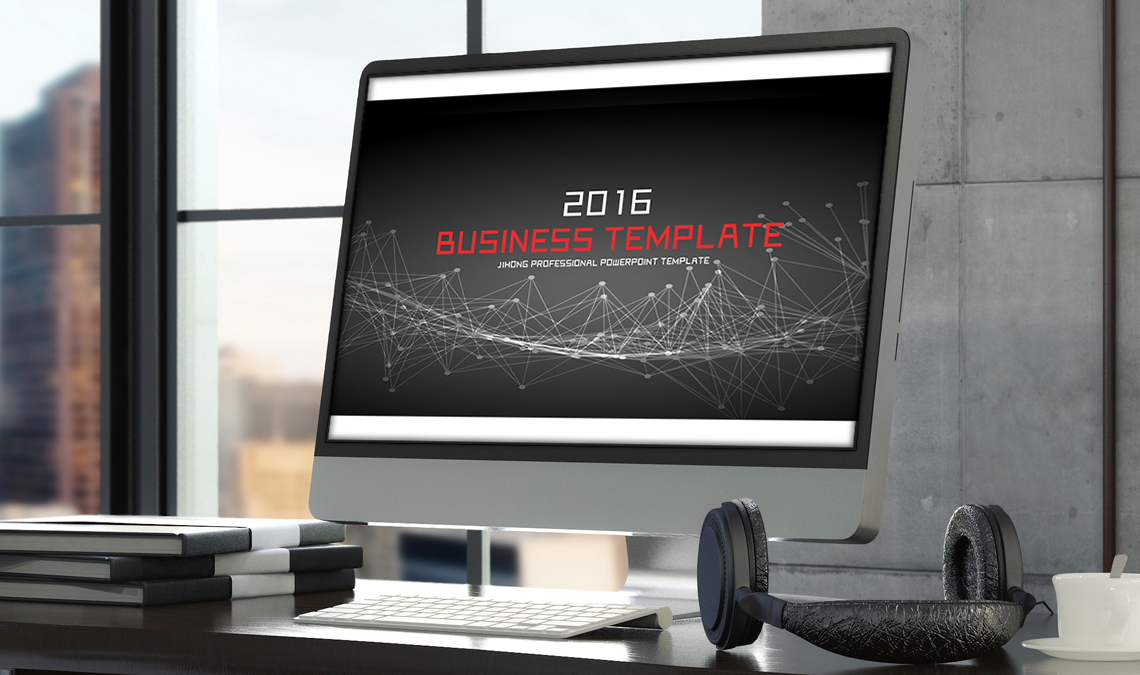 2016
BUSINESS TEMPLATE
JIHONG PROFESSIONAL POWERPOINT TEMPLATE